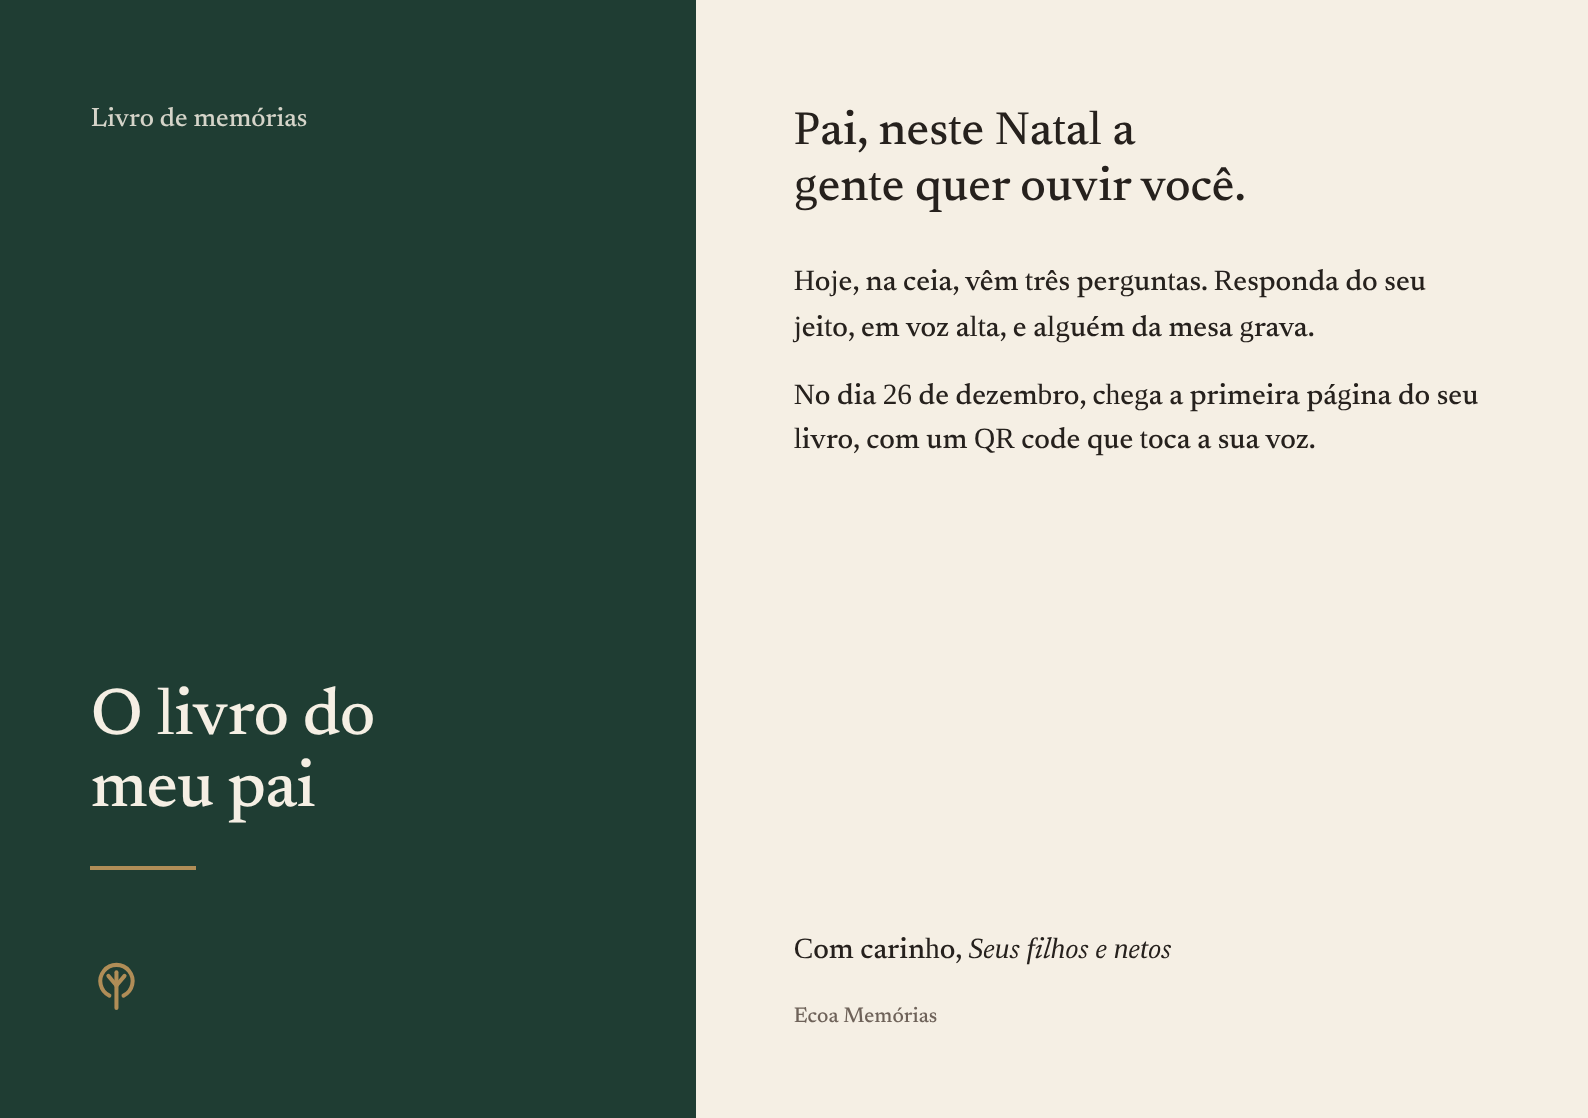 Livro de memórias
O livro do
meu pai
Pai, neste Natal a
gente quer ouvir você.
Hoje, na ceia, vêm três perguntas. Responda do seu
jeito, em voz alta, e alguém da mesa grava.
No dia 26 de dezembro, chega a primeira página do seu
livro, com um QR code que toca a sua voz.
Com carinho, Seus filhos e netos
Ecoa Memórias